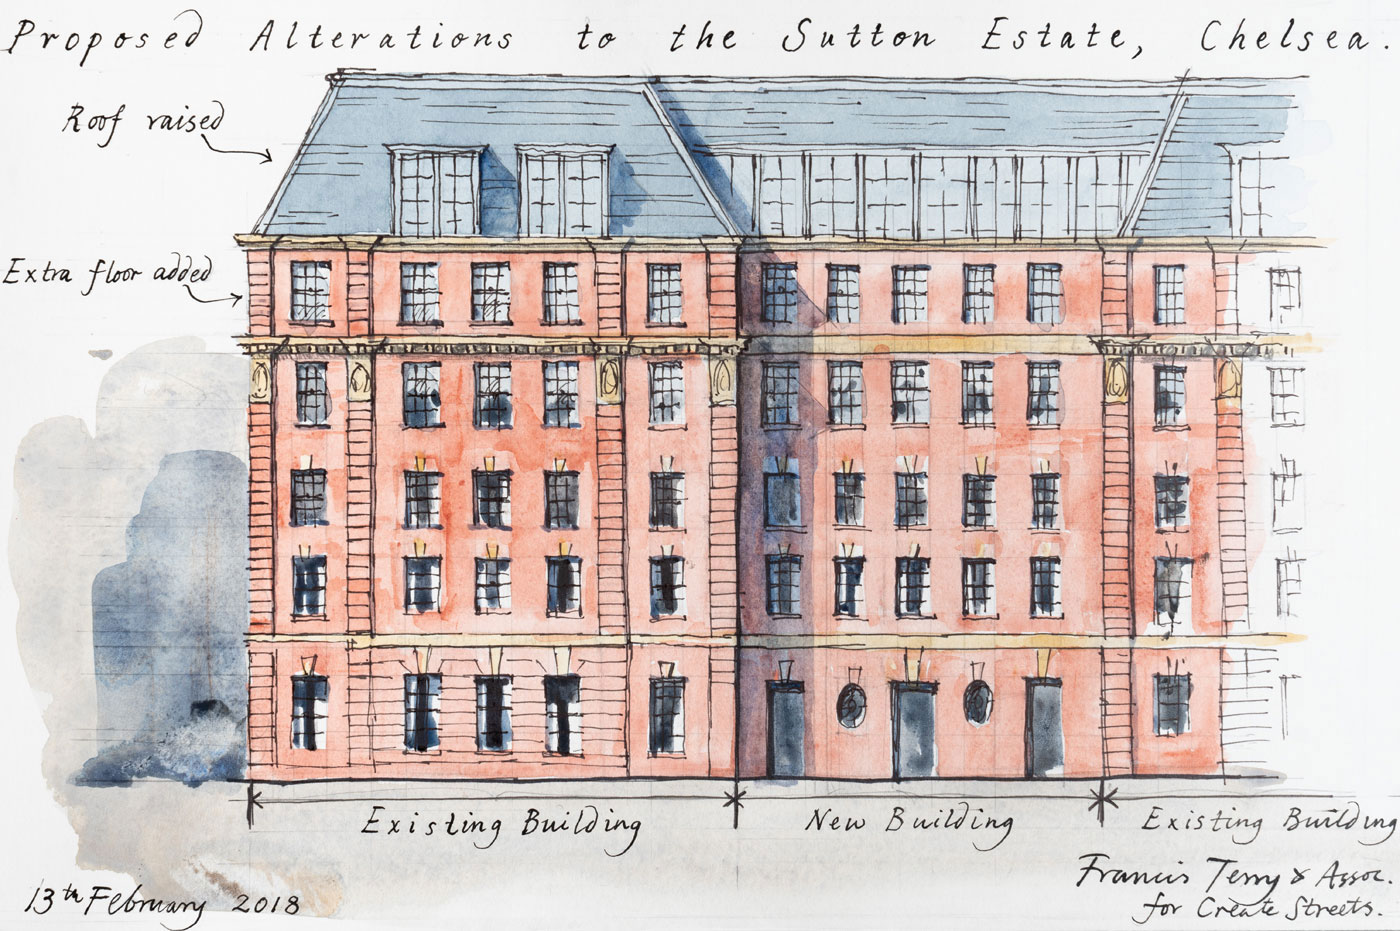 Proposed Alterations to the Sutton Estate, Chelsea.
Roof raised
Extra floor added
Existing Building
New Building
Existing Building
13th February 2018
Francis Terry & Assoc.
for Create Streets.